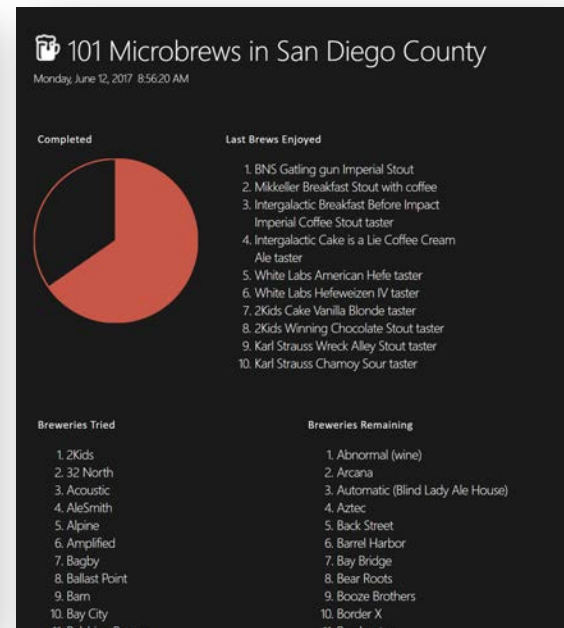 101 Microbrews in San Diego County
Monday, June 12, 2017 8:56:20 AM
Completed
Last Brews Enjoyed
1. BNS Gatling gun Imperial Stout
2. Mikkeller Breakfast Stout with coffee
3. Intergalactic Breakfast Before Impact
Imperial Coffee Stout taster
4. Intergalactic Cake is a Lie Coffee Cream
Ale taster
5. White Labs American Hefe taster
6. White Labs Hefeweizen IV taster
7. 2Kids Cake Vanilla Blonde taster
8. 2Kids Winning Chocolate Stout taster
9. Karl Strauss Wreck Alley Stout taster
10. Karl Strauss Chamoy Sour taster
Breweries Tried
1. 2Kids
2. 32 North
3. Acoustic
4. AleSmith
5. Alpine
6. Amplified
7. Bagby
8. Ballast Point
9. Barn
10. Bay City
Breweries Remaining
1. Abnormal (wine)
2. Arcana
3. Automatic (Blind Lady Ale House)
4. Aztec
5. Back Street
6. Barrel Harbor
7. Bay Bridge
8. Bear Roots
9. Booze Brothers
10. Border X